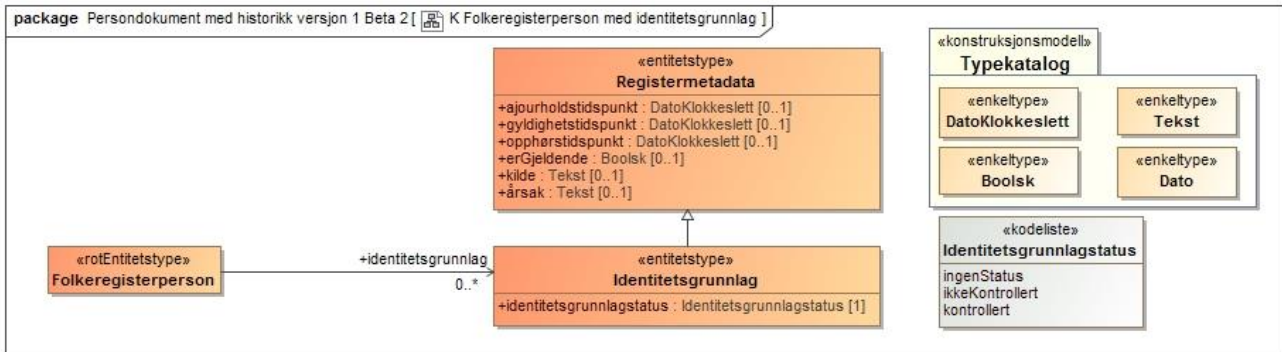 package Persondokument med historikk versjon 1 Beta 2 [ K Folkeregisterperson med identitetsgrunnlag ]
«entitetstype»
Registermetadata
+ajourholdstidspunkt : DatoKlokkeslett [0..1]
+gyldighetstidspunkt : DatoKlokkeslett [0..1]
+opphørstidspunkt : DatoKlokkeslett [0..1]
+erGjeldende : Boolsk [0..1]
+kilde : Tekst [0..1]
+årsak : Tekst [0..1]
«konstruksjonsmodell»
Typekatalog
«enkeltype»
DatoKlokkeslett
«enkeltype»
Tekst
«enkeltype»
Boolsk
«enkeltype»
Dato
«rotEntitetstype»
Folkeregisterperson
+identitetsgrunnlag
0..*
«entitetstype»
Identitetsgrunnlag
+identitetsgrunnlagstatus : Identitetsgrunnlagstatus [1]
«kodeliste»
Identitetsgrunnlagstatus
ingenStatus
ikkeKontrollert
kontrollert